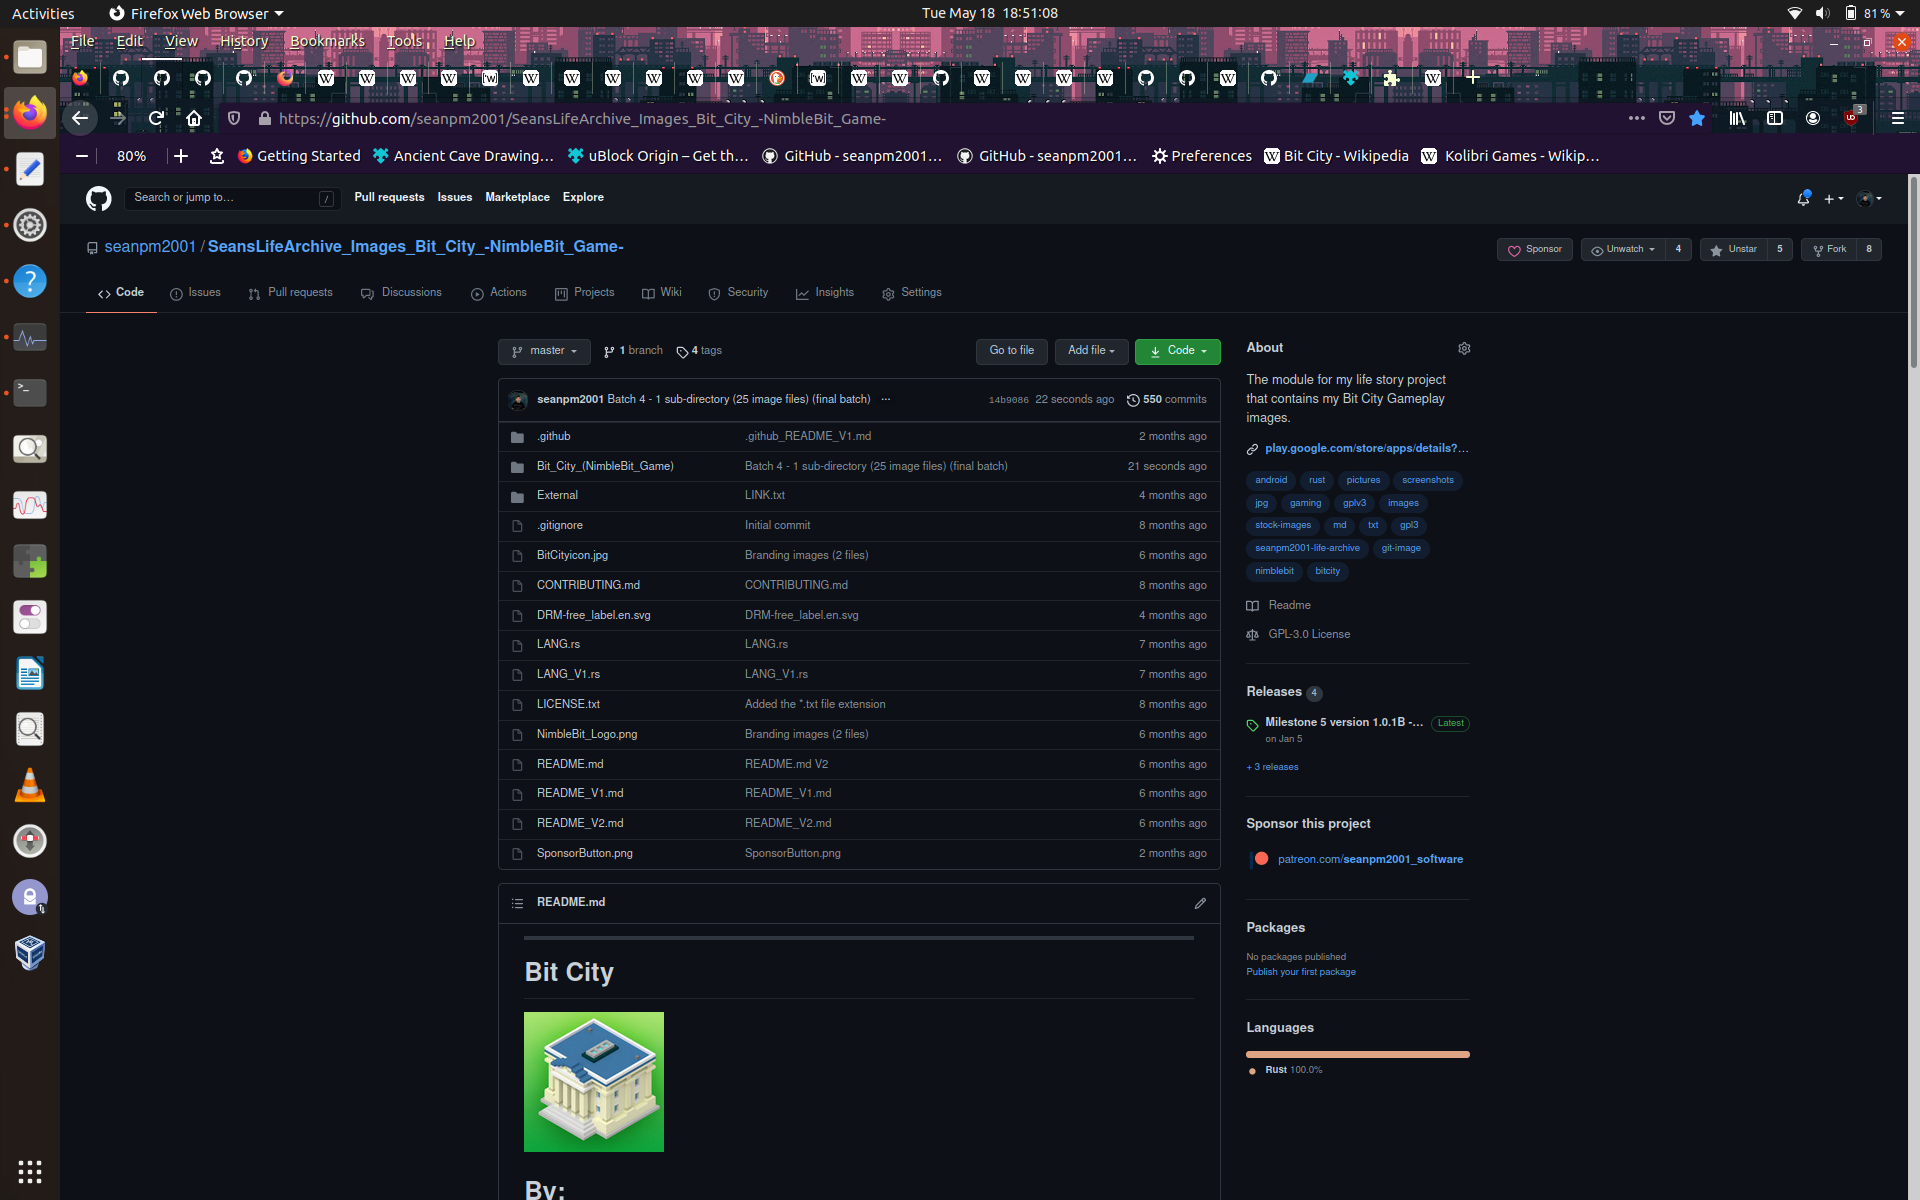 Activities
Firefox Web Browser
Tue May 18 18:51:08
81 %
File Edit View History Bookmarks Tools Help
https://github.com/seanpm2001/SeansLifeArchive_Images_Bit_City_-NimbleBit_Game-
3
80%
Getting Started
Ancient Cave Drawing…
uBlock Origin – Get th…
GitHub - seanpm2001…
GitHub - seanpm2001…
Preferences
Bit City - Wikipedia
Kolibri Games - Wikip…
Search or jump to…
/
Pull requests
Issues
Marketplace
Explore
seanpm2001 / SeansLifeArchive_Images_Bit_City_-NimbleBit_Game-
Sponsor
Unwatch 4
Unstar 5
Fork 8
Code
Issues
Pull requests
Discussions
Actions
Projects
Wiki
Security
Insights
Settings
master
1 branch
4 tags
Go to file
Add file
Code
seanpm2001 Batch 4 - 1 sub-directory (25 image files) (final batch) ... 14b9086 22 seconds ago 550 commits
.github .github_README_V1.md 2 months ago
Bit_City_(NimbleBit_Game) Batch 4 - 1 sub-directory (25 image files) (final batch) 21 seconds ago
External LINK.txt 4 months ago
.gitignore Initial commit 8 months ago
BitCityicon.jpg Branding images (2 files) 6 months ago
CONTRIBUTING.md CONTRIBUTING.md 8 months ago
DRM-free_label.en.svg DRM-free_label.en.svg 4 months ago
LANG.rs LANG.rs 7 months ago
LANG_V1.rs LANG_V1.rs 7 months ago
LICENSE.txt Added the *.txt file extension 8 months ago
NimbleBit_Logo.png Branding images (2 files) 6 months ago
README.md README.md V2 6 months ago
README_V1.md README_V1.md 6 months ago
README_V2.md README_V2.md 6 months ago
SponsorButton.png SponsorButton.png 2 months ago
README.md
Bit City
By:
About
The module for my life story project
that contains my Bit City Gameplay
images.
play.google.com/store/apps/details?…
android rust pictures screenshots
jpg gaming gplv3 images
stock-images md txt gpl3
seanpm2001-life-archive git-image
nimblebit bitcity
Readme
GPL-3.0 License
Releases 4
Milestone 5 version 1.0.1B -… Latest
on Jan 5
+ 3 releases
Sponsor this project
patreon.com/seanpm2001_software
Packages
No packages published
Publish your first package
Languages
Rust 100.0%